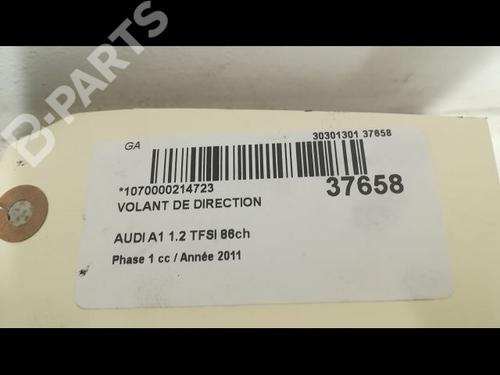 B-PARTS
GA
30301301 37658
*1070000214723
37658
VOLANT DE DIRECTION
AUDI A1 1.2 TFSI 86ch
Phase 1 cc / Année 2011